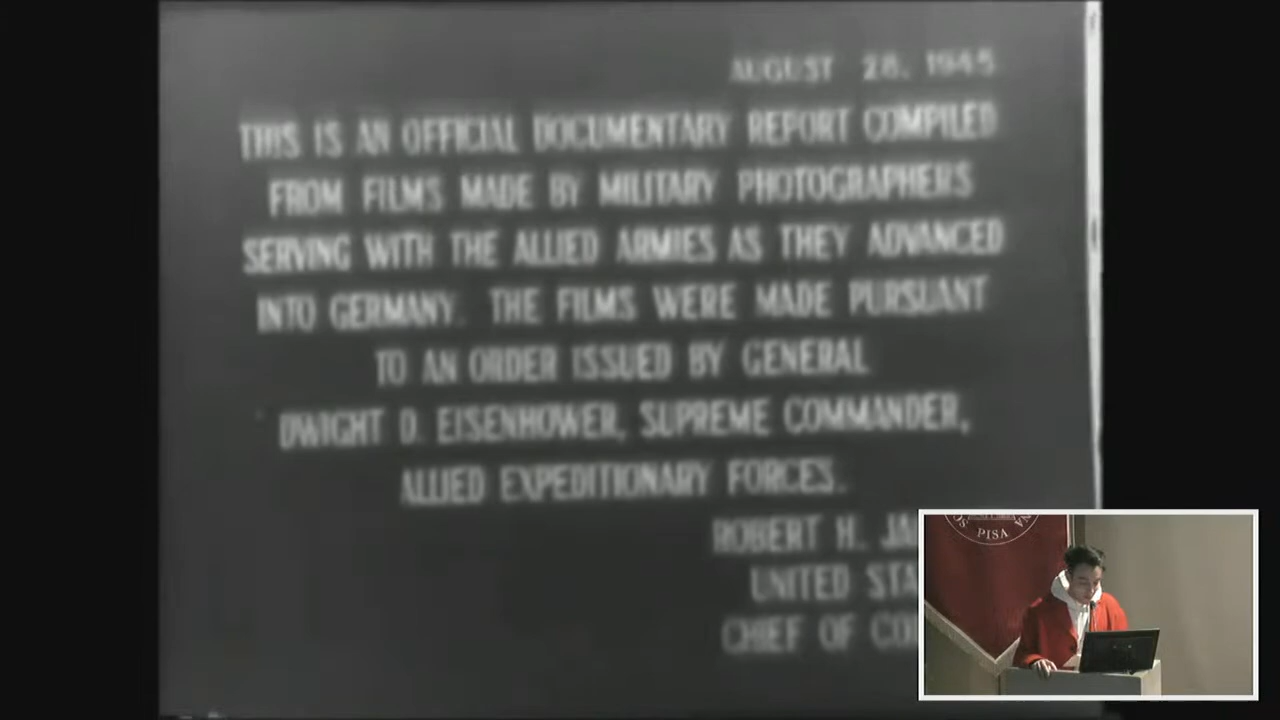 AUGUST 28, 1945
THIS IS AN OFFICIAL DOCUMENTARY REPORT COMPILED
FROM FILMS MADE BY MILITARY PHOTOGRAPHERS
SERVING WITH THE ALLIED ARMIES AS THEY ADVANCED
INTO GERMANY. THE FILMS WERE MADE PURSUANT
TO AN ORDER ISSUED BY GENERAL
DWIGHT D. EISENHOWER, SUPREME COMMANDER,
ALLIED EXPEDITIONARY FORCES.
ROBERT H.
UNITED
CHIEF OF
PISA